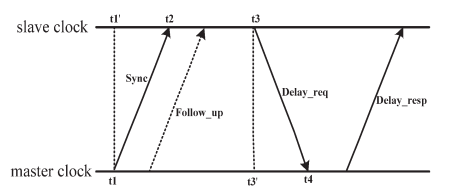 t1' t2 t3
slave clock
Sync
Delay_req
Delay_resp
Follow_up
master clock
t1 t3' t4